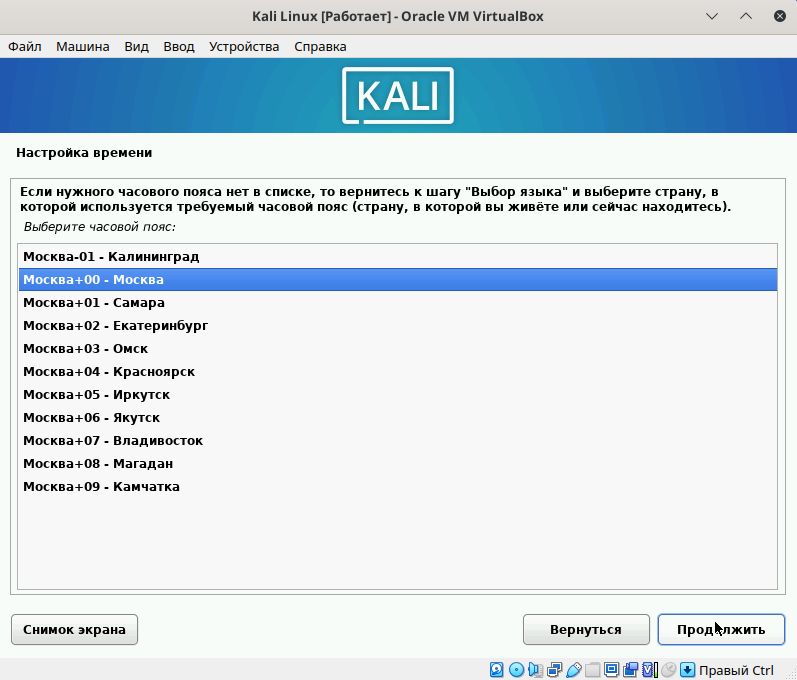 Kali Linux [Работает] - Oracle VM VirtualBox
Файл Машина Вид Ввод Устройства Справка
KALI
Настройка времени
Если нужного часового пояса нет в списке, то вернитесь к шагу "Выбор языка" и выберите страну, в
которой используется требуемый часовой пояс (страну, в которой вы живёте или сейчас находитесь).
Выберите часовой пояс:
Москва-01 - Калининград
Москва+00 - Москва
Москва+01 - Самара
Москва+02 - Екатеринбург
Москва+03 - Омск
Москва+04 - Красноярск
Москва+05 - Иркутск
Москва+06 - Якутск
Москва+07 - Владивосток
Москва+08 - Магадан
Москва+09 - Камчатка
Снимок экрана Вернуться Продолжить
Правый Ctrl